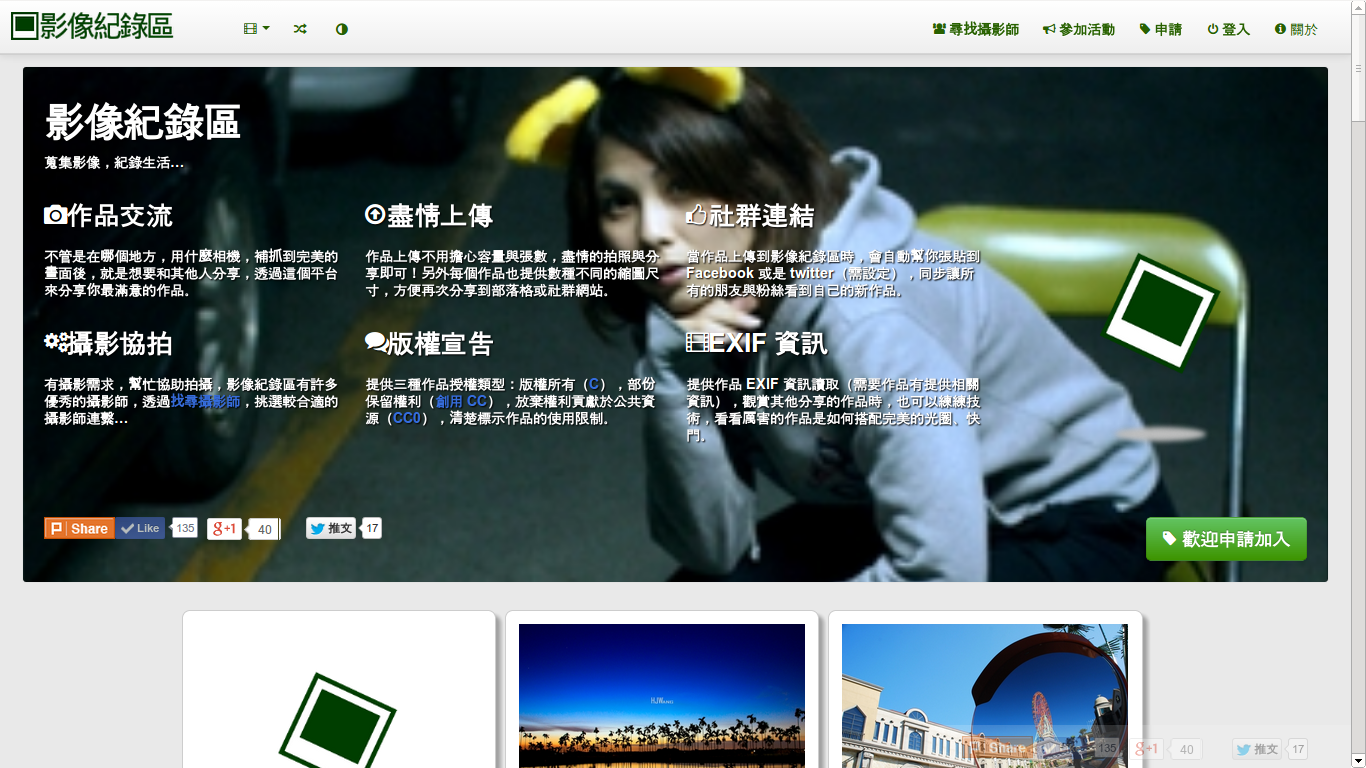 影像紀錄區
尋找攝影師 參加活動 申請 登入 關於
影像紀錄區
蒐集影像，紀錄生活...
作品交流
不管是在哪個地方，用什麼相機，補抓到完美的
畫面後，就是想要和其他人分享，透過這個平台
來分享你最滿意的作品。
盡情上傳
作品上傳不用擔心容量與張數，盡情的拍照與分
享即可！另外每個作品也提供數種不同的縮圖尺
寸，方便再次分享到部落格或社群網站。
社群連結
當作品上傳到影像紀錄區時，會自動幫你張貼到
Facebook 或是 twitter（需設定），同步讓所
有的朋友與粉絲看到自己的新作品。
攝影協拍
有攝影需求，幫忙協助拍攝，影像紀錄區有許多
優秀的攝影師，透過找尋攝影師，挑選較合適的
攝影師連繫...
版權宣告
提供三種作品授權類型：版權所有（C），部份
保留權利（創用 CC），放棄權利貢獻於公共資
源（CC0），清楚標示作品的使用限制。
EXIF 資訊
提供作品 EXIF 資訊讀取（需要作品有提供相關
資訊），觀賞其他分享的作品時，也可以練練技
術，看看厲害的作品是如何搭配完美的光圈、快
門。
Share Like 135 g+1 40 推文 17
歡迎申請加入
Share 135 g+1 40 推文 17